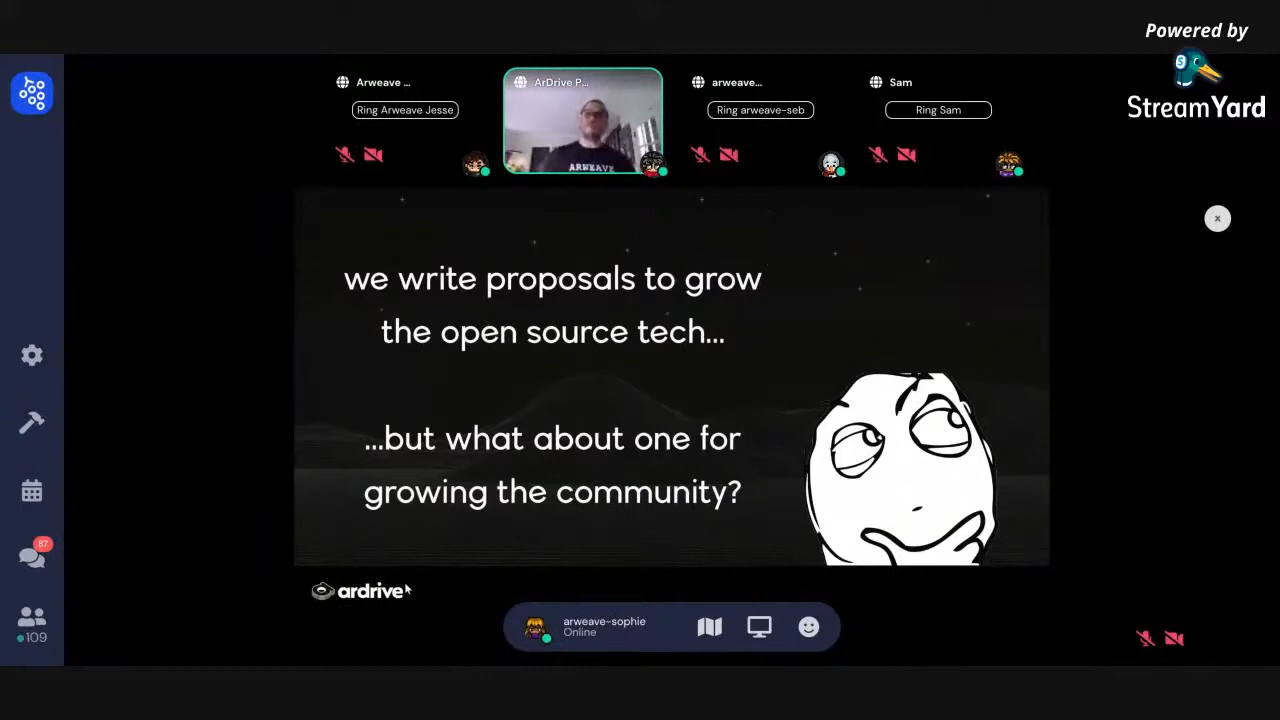 Powered by
StreamYard
Arweave ...
Ring Arweave Jesse
ArDrive P...
ARWEAVE
arweave...
Ring arweave-seb
Sam
Ring Sam
we write proposals to grow
the open source tech...
...but what about one for
growing the community?
ardrive
87
109
arweave-sophie
Online